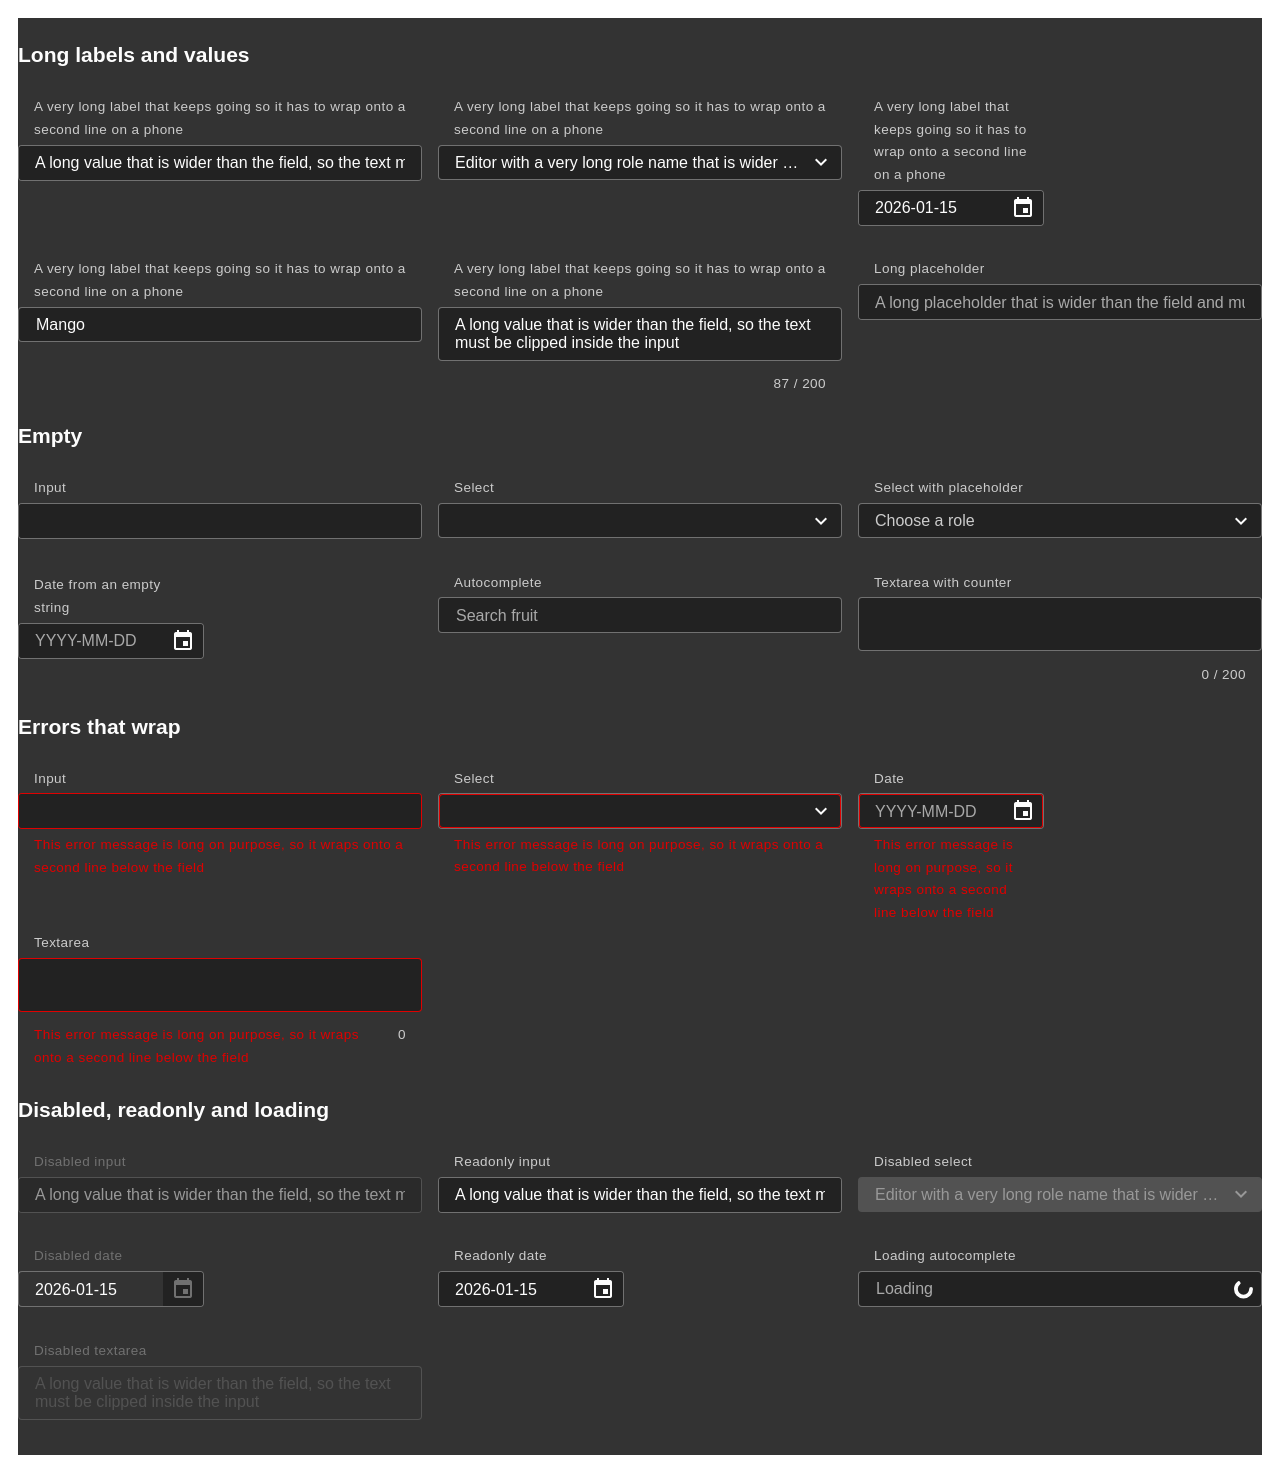 Long labels and values
A very long label that keeps going so it has to wrap onto a
second line on a phone
A long value that is wider than the field, so the text m
A very long label that keeps going so it has to wrap onto a
second line on a phone
Editor with a very long role name that is wider …
A very long label that
keeps going so it has to
wrap onto a second line
on a phone
2026-01-15
A very long label that keeps going so it has to wrap onto a
second line on a phone
Mango
A very long label that keeps going so it has to wrap onto a
second line on a phone
A long value that is wider than the field, so the text
must be clipped inside the input
87 / 200
Long placeholder
A long placeholder that is wider than the field and mu
Empty
Input
Select
Select with placeholder
Choose a role
Date from an empty
string
YYYY-MM-DD
Autocomplete
Search fruit
Textarea with counter
0 / 200
Errors that wrap
Input
This error message is long on purpose, so it wraps onto a
second line below the field
Select
This error message is long on purpose, so it wraps onto a
second line below the field
Date
YYYY-MM-DD
This error message is
long on purpose, so it
wraps onto a second
line below the field
Textarea
This error message is long on purpose, so it wraps
onto a second line below the field
0
Disabled, readonly and loading
Disabled input
A long value that is wider than the field, so the text m
Readonly input
A long value that is wider than the field, so the text m
Disabled select
Editor with a very long role name that is wider …
Disabled date
2026-01-15
Readonly date
2026-01-15
Loading autocomplete
Loading
Disabled textarea
A long value that is wider than the field, so the text
must be clipped inside the input